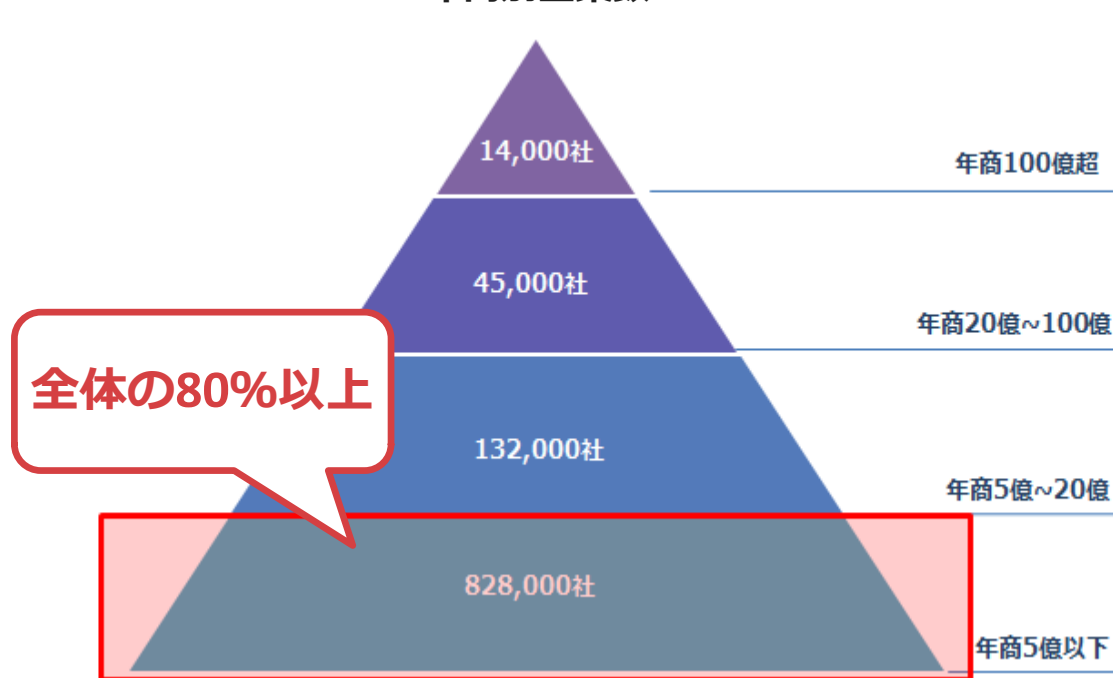 14,000社
年商100億超
45,000社
年商20億~100億
全体の80%以上
132,000社
年商5億~20億
828,000社
年商5億以下